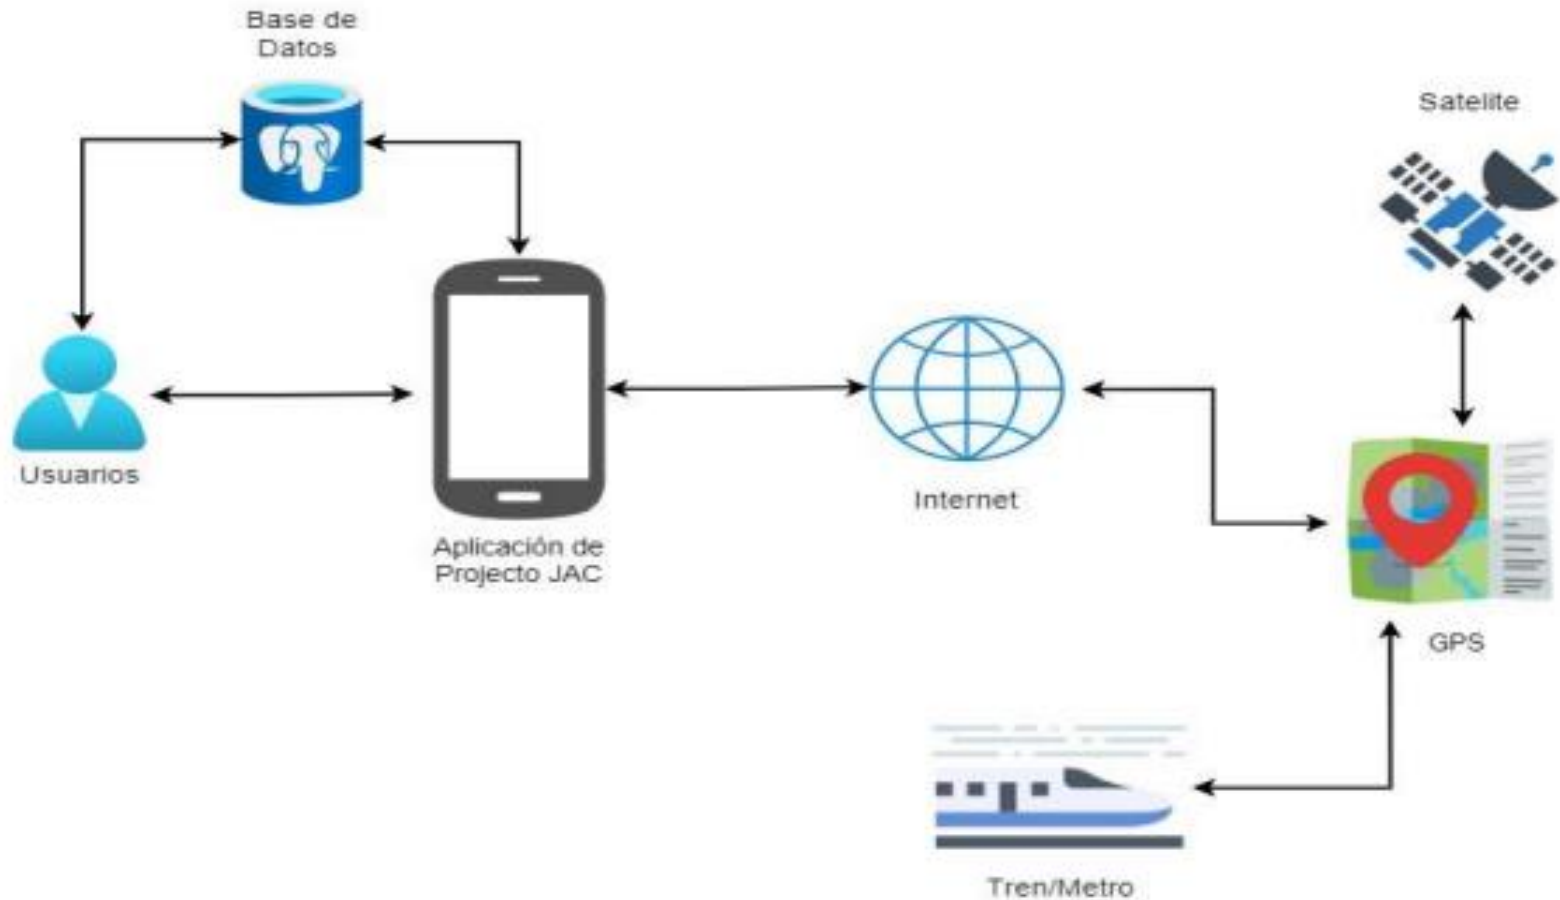 Base de
Datos
Satelite
Usuarios
Internet
Aplicación de
Projecto JAC
GPS
Tren/Metro